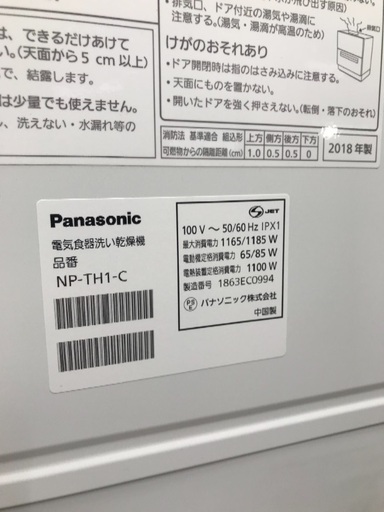 は、できるだけあけて
い。(天面から5 cm以上)
で、結露します。
は少量でも使えません。
し、洗えない・水漏れ等の
・排気口、ドア付近の湯気や湯滴に
注意する。(湯気・湯滴が高温のため)
けがのおそれあり
・ドア開閉時は指のはさみ込みに注意する。
・天面にものを置かない。
・開いたドアを強く押さえない。(転倒・落下のおそれ)
消防法 基準適合 組込形 上方 側方 後方 下方
可燃物からの隔離距離(cm) 1.0 0.5 0.5 0
2018年製
Panasonic
電気食器洗い乾燥機
品番
NP-TH1-C
JET
100 V ～ 50/60 Hz IPX1
最大消費電力 1165/1185 W
電動機定格消費電力 65/85 W
電熱装置定格消費電力 1100 W
製造番号 1863EC0994
PS E パナソニック株式会社
中国製